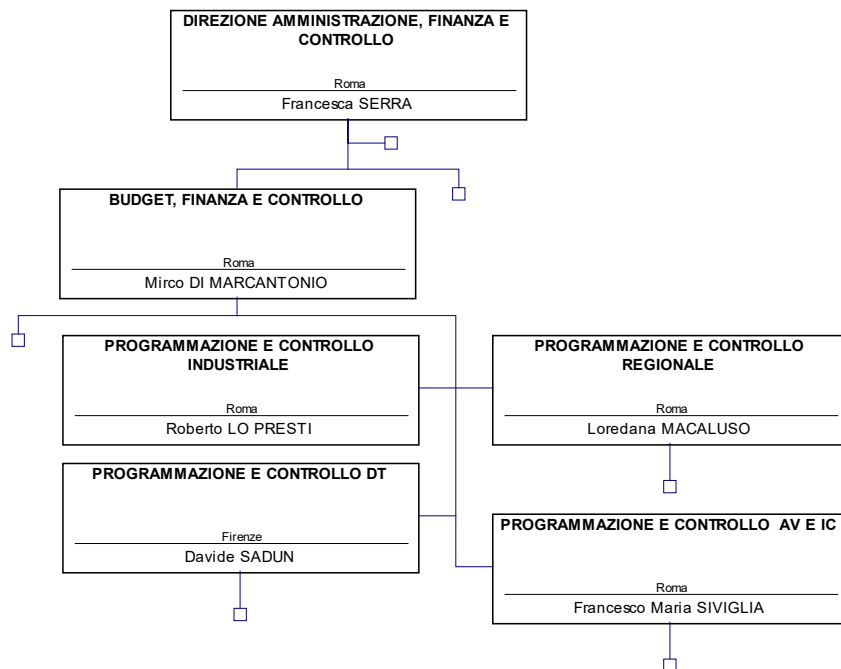 DIREZIONE AMMINISTRAZIONE, FINANZA E
CONTROLLO
Roma
Francesca SERRA
BUDGET, FINANZA E CONTROLLO
Roma
Mirco DI MARCANTONIO
PROGRAMMAZIONE E CONTROLLO
INDUSTRIALE
Roma
Roberto LO PRESTI
PROGRAMMAZIONE E CONTROLLO
REGIONALE
Roma
Loredana MACALUSO
PROGRAMMAZIONE E CONTROLLO DT
Firenze
Davide SADUN
PROGRAMMAZIONE E CONTROLLO  AV E IC
Roma
Francesco Maria SIVIGLIA